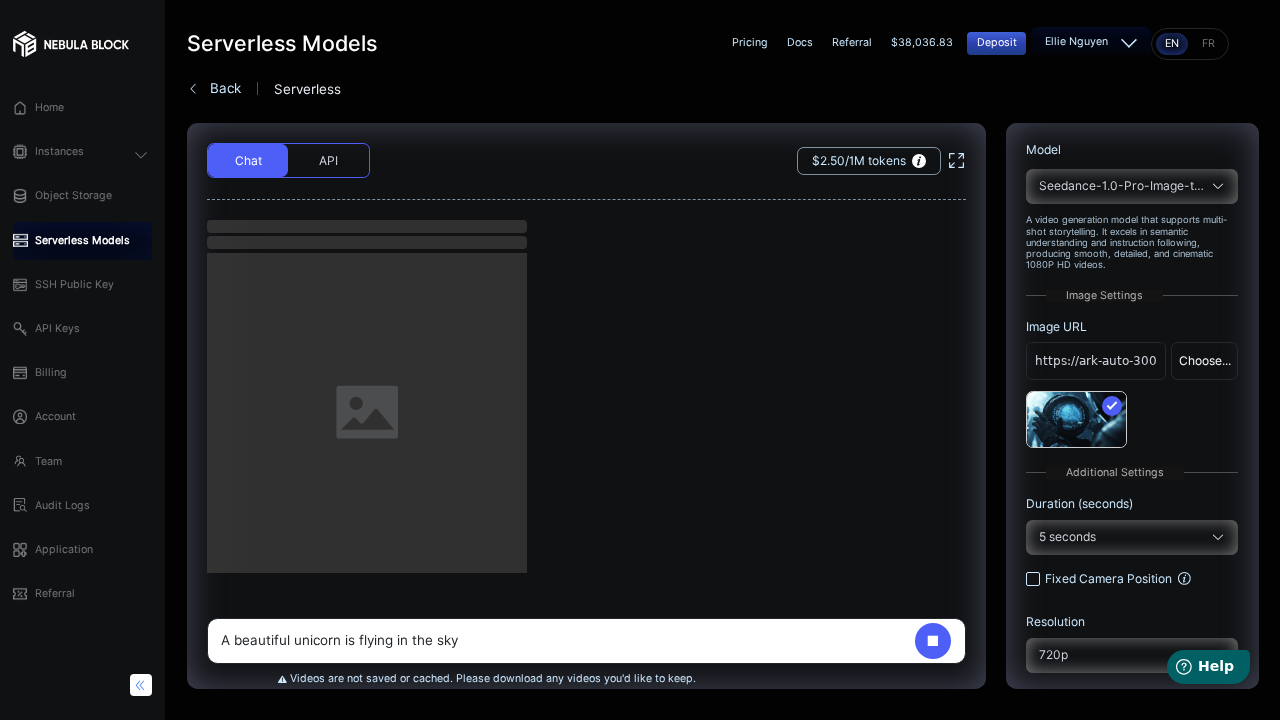 NEBULA BLOCK
Home
Instances
Object Storage
Serverless Models
SSH Public Key
API Keys
Billing
Account
Team
Audit Logs
Application
Referral
Serverless Models
Pricing
Docs
Referral
$38,036.83
Deposit
Ellie Nguyen
EN
FR
Back
Serverless
Chat
API
$2.50/1M tokens
A beautiful unicorn is flying in the sky
Videos are not saved or cached. Please download any videos you'd like to keep.
Model
Seedance-1.0-Pro-Image-t...
A video generation model that supports multi-
shot storytelling. It excels in semantic
understanding and instruction following,
producing smooth, detailed, and cinematic
1080P HD videos.
Image Settings
Image URL
https://ark-auto-300
Choose...
Additional Settings
Duration (seconds)
5 seconds
Fixed Camera Position
Resolution
720p
Help